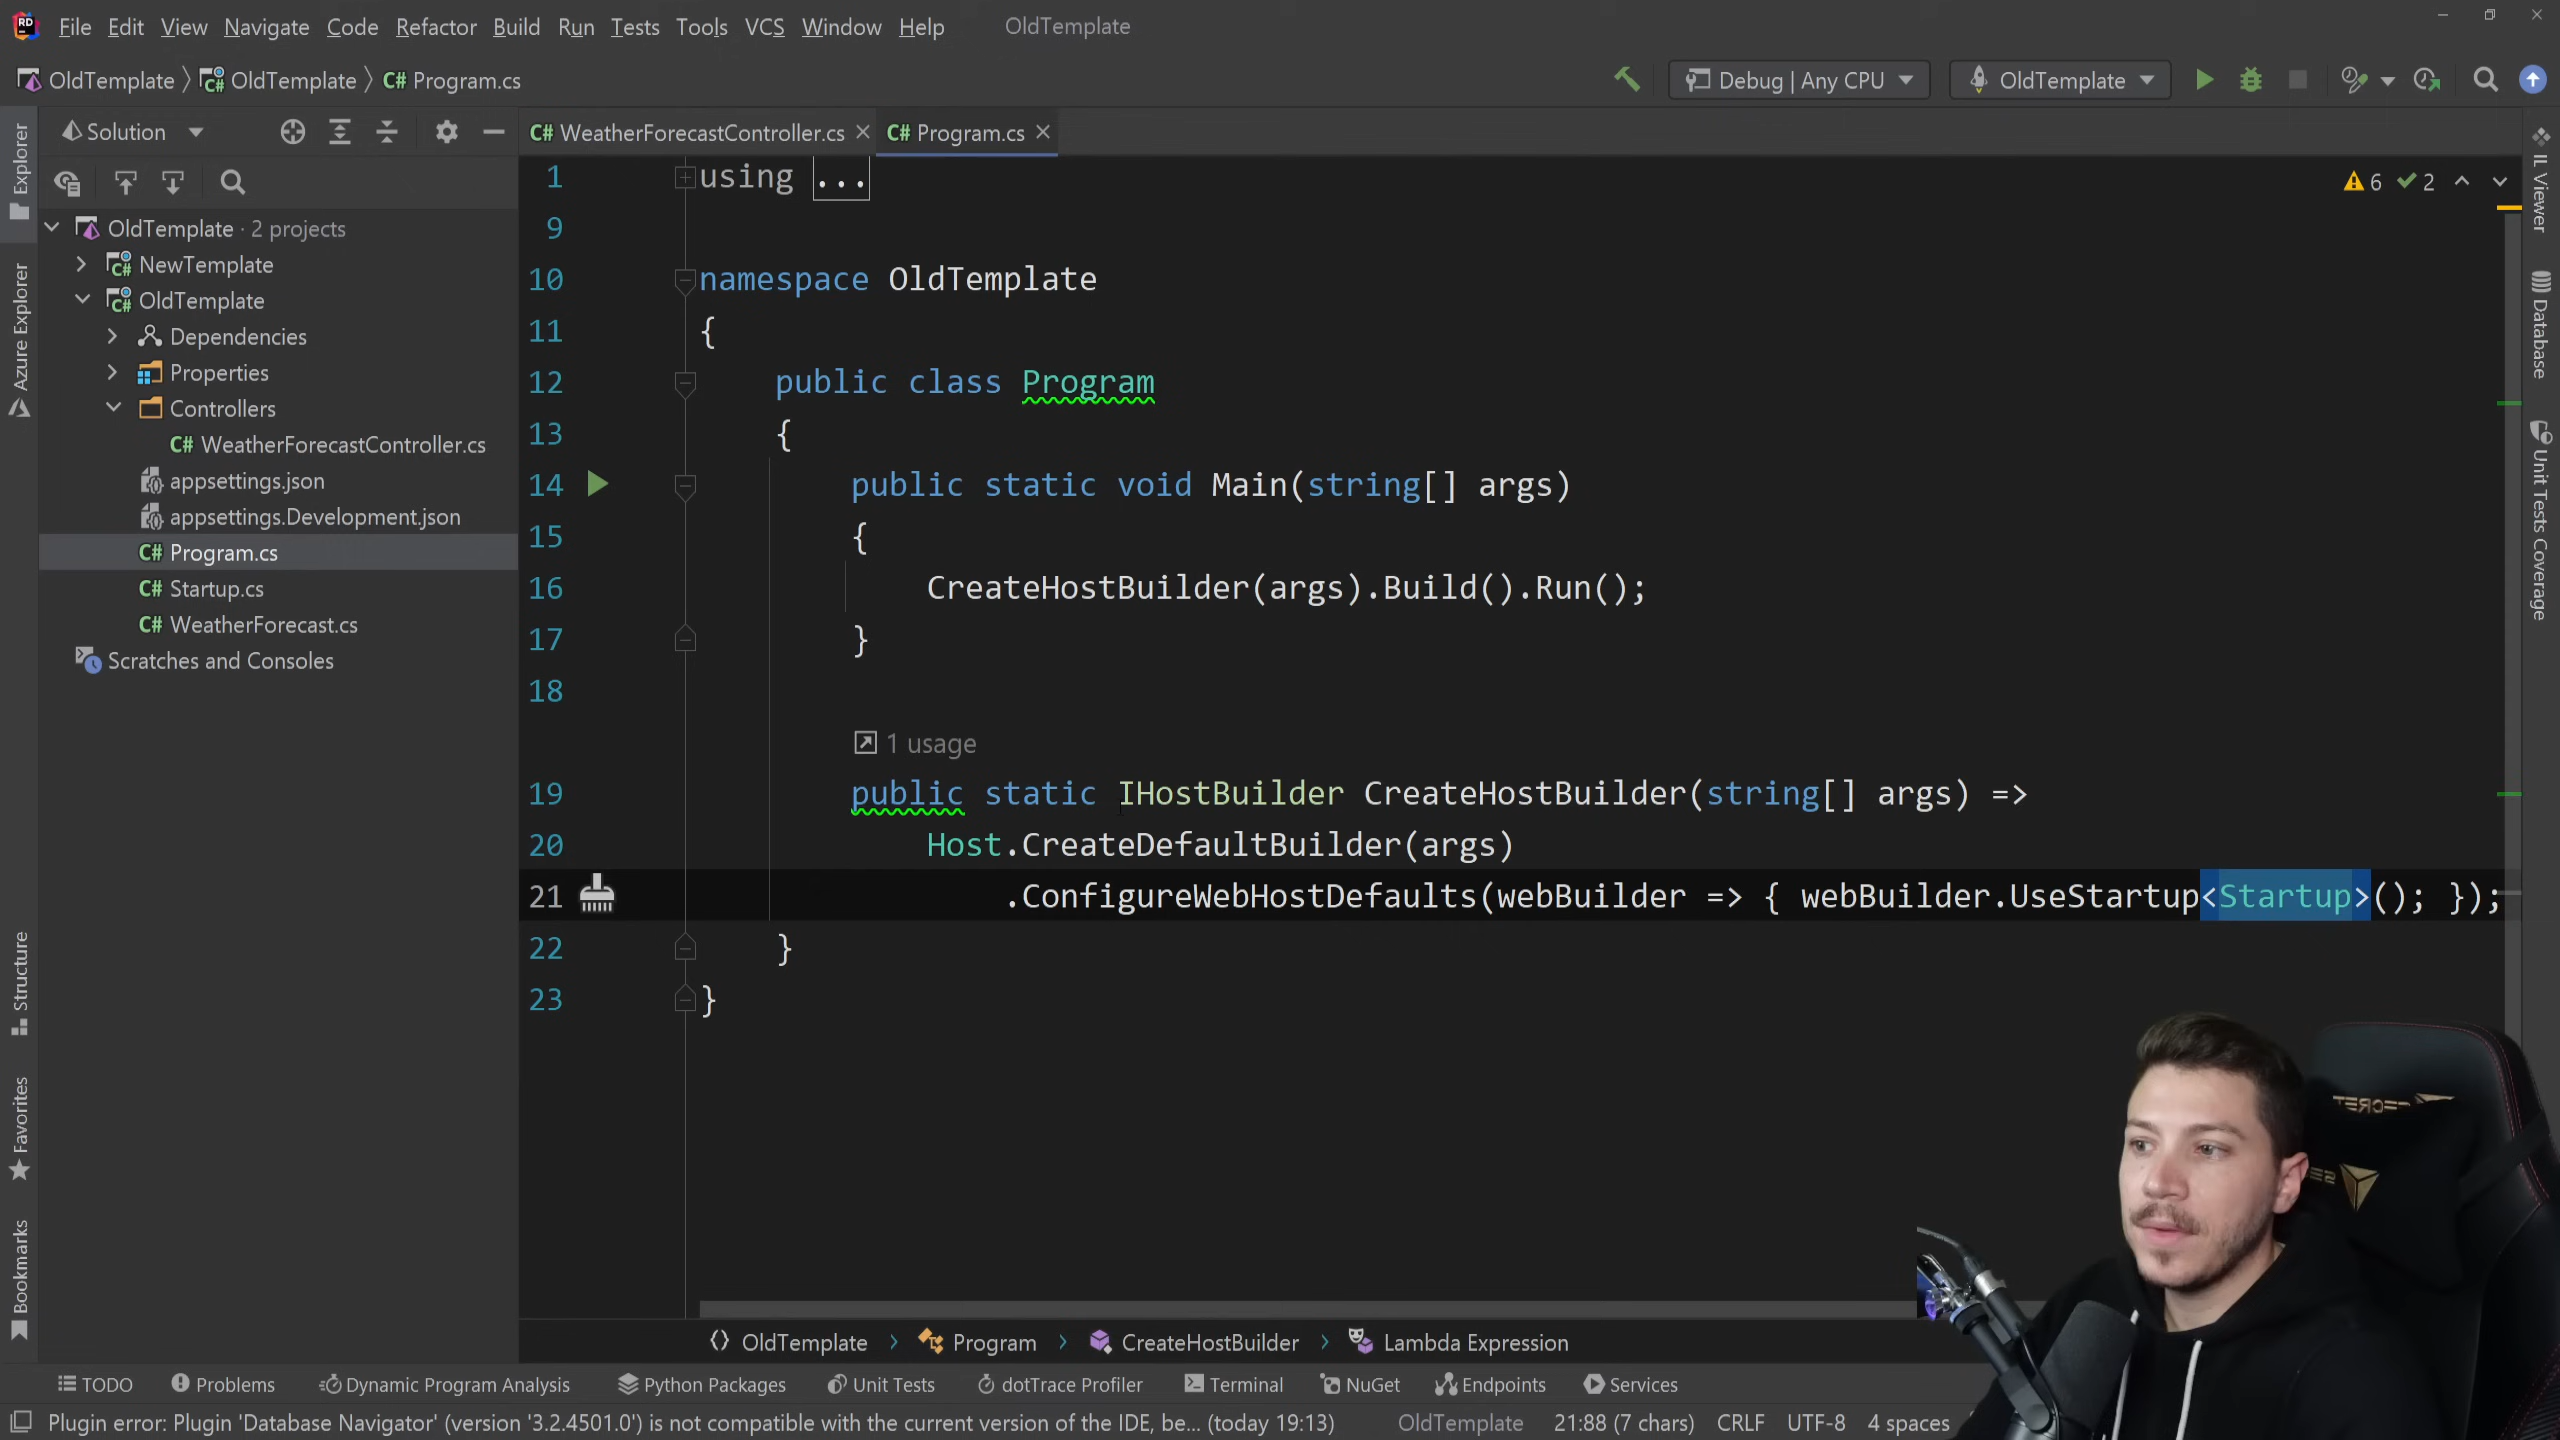 File Edit View Navigate Code Refactor Build Run Tests Tools VCS Window Help OldTemplate
OldTemplate OldTemplate C# Program.cs Debug | Any CPU OldTemplate
Solution
C# WeatherForecastController.cs C# Program.cs
OldTemplate · 2 projects
NewTemplate
OldTemplate
Dependencies
Properties
Controllers
C# WeatherForecastController.cs
appsettings.json
appsettings.Development.json
C# Program.cs
C# Startup.cs
C# WeatherForecast.cs
Scratches and Consoles
Explorer
Azure Explorer
Structure
Favorites
Bookmarks
6 2
1 using ...
9
10 namespace OldTemplate
11 {
12 public class Program
13 {
14 public static void Main(string[] args)
15 {
16 CreateHostBuilder(args).Build().Run();
17 }
18
1 usage
19 public static IHostBuilder CreateHostBuilder(string[] args) =>
20 Host.CreateDefaultBuilder(args)
21 .ConfigureWebHostDefaults(webBuilder => { webBuilder.UseStartup<Startup>(); });
22 }
23 }
IL Viewer
Database
Unit Tests Coverage
OldTemplate Program CreateHostBuilder Lambda Expression
TODO Problems Dynamic Program Analysis Python Packages Unit Tests dotTrace Profiler Terminal NuGet Endpoints Services
Plugin error: Plugin 'Database Navigator' (version '3.2.4501.0') is not compatible with the current version of the IDE, be... (today 19:13) OldTemplate 21:88 (7 chars) CRLF UTF-8 4 spaces